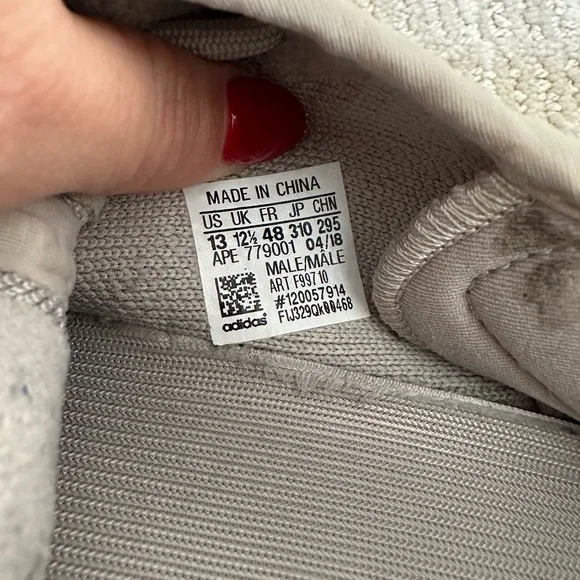 MADE IN CHINA
US UK FR JP CHN
13 12½ 48 310 295
APE 779001 04/18
MALE/MÂLE
ART F99710
#120057914
adidas